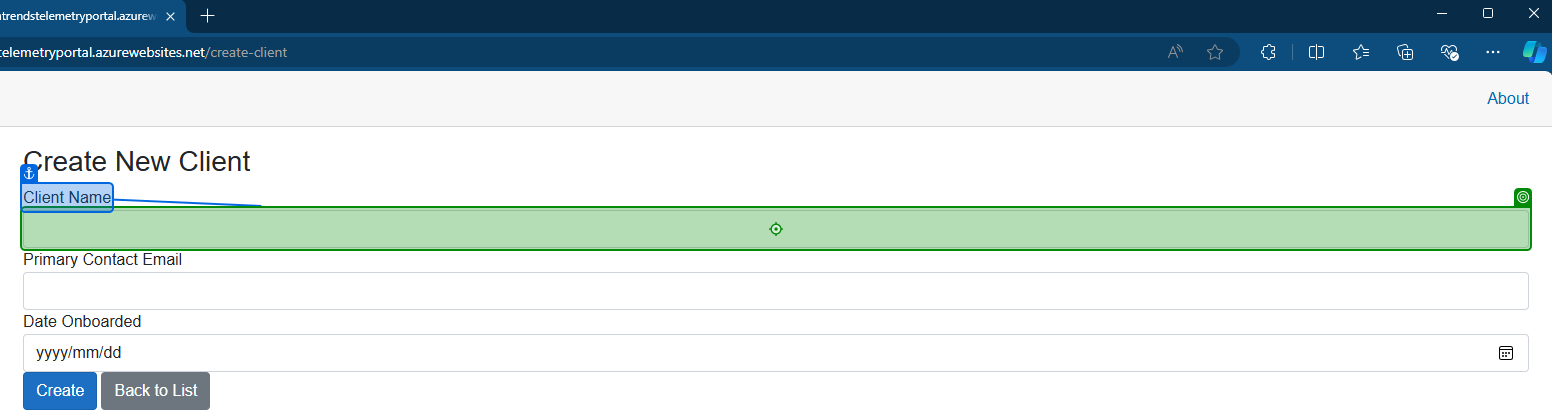 trendstelemetryportal.azurew
telemetryportal.azurewebsites.net/create-client
About
Create New Client
Client Name
Primary Contact Email
Date Onboarded
yyyy/mm/dd
Create
Back to List